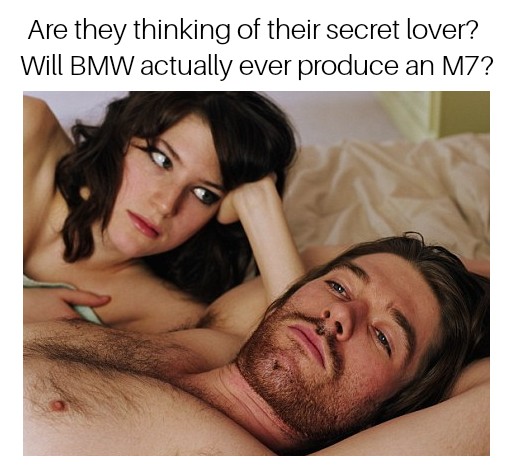 Are they thinking of their secret lover?
Will BMW actually ever produce an M7?